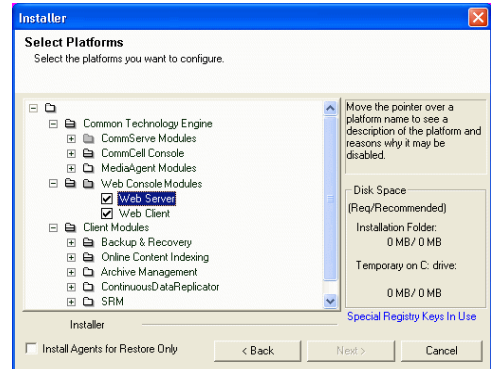 Installer
Select Platforms
Select the platforms you want to configure.
Common Technology Engine
CommServe Modules
CommCell Console
MediaAgent Modules
Web Console Modules
Web Server
Web Client
Client Modules
Backup & Recovery
Online Content Indexing
Archive Management
ContinuousDataReplicator
SRM
Move the pointer over a
platform name to see a
description of the platform and
reasons why it may be
disabled.
Disk Space
(Req/Recommended)
Installation Folder:
0 MB/ 0 MB
Temporary on C: drive:
0 MB/ 0 MB
Special Registry Keys In Use
Installer
Install Agents for Restore Only
< Back
Next >
Cancel